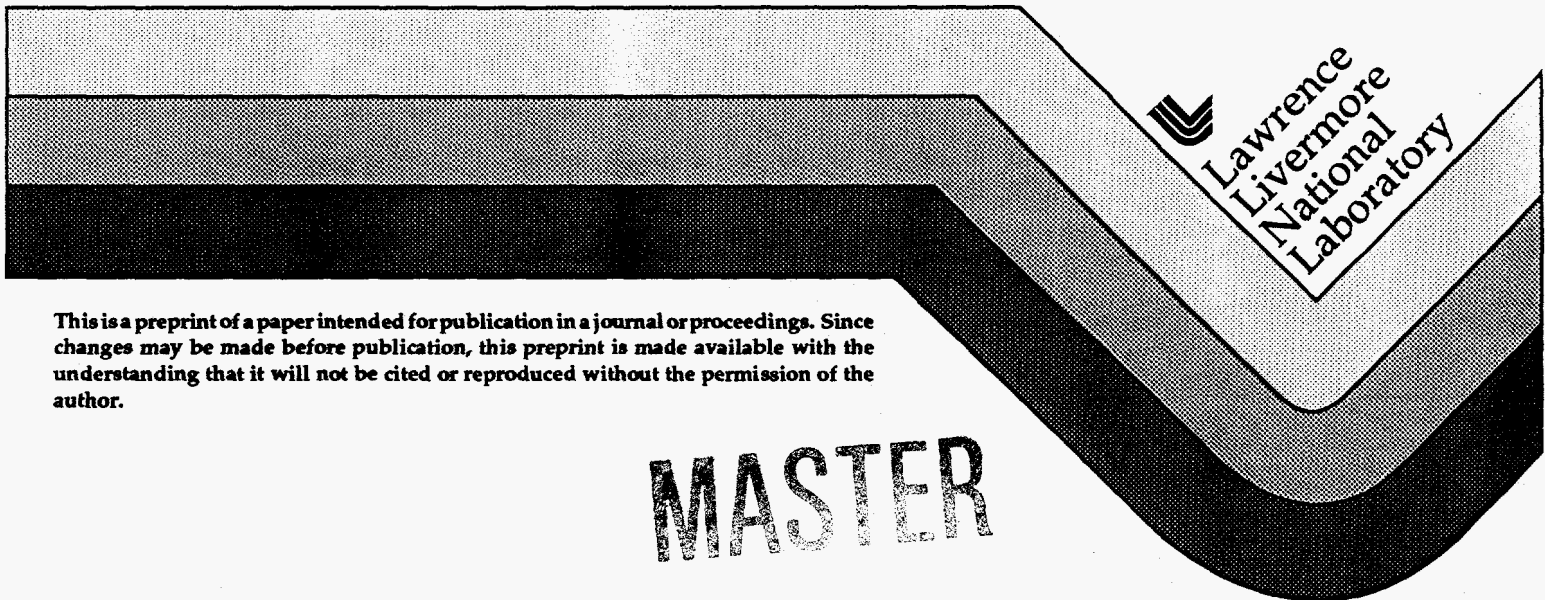 Lawrence
Livermore
National
Laboratory
This is a preprint of a paper intended for publication in a journal or proceedings. Since
changes may be made before publication, this preprint is made available with the
understanding that it will not be cited or reproduced without the permission of the
author.
MASTER